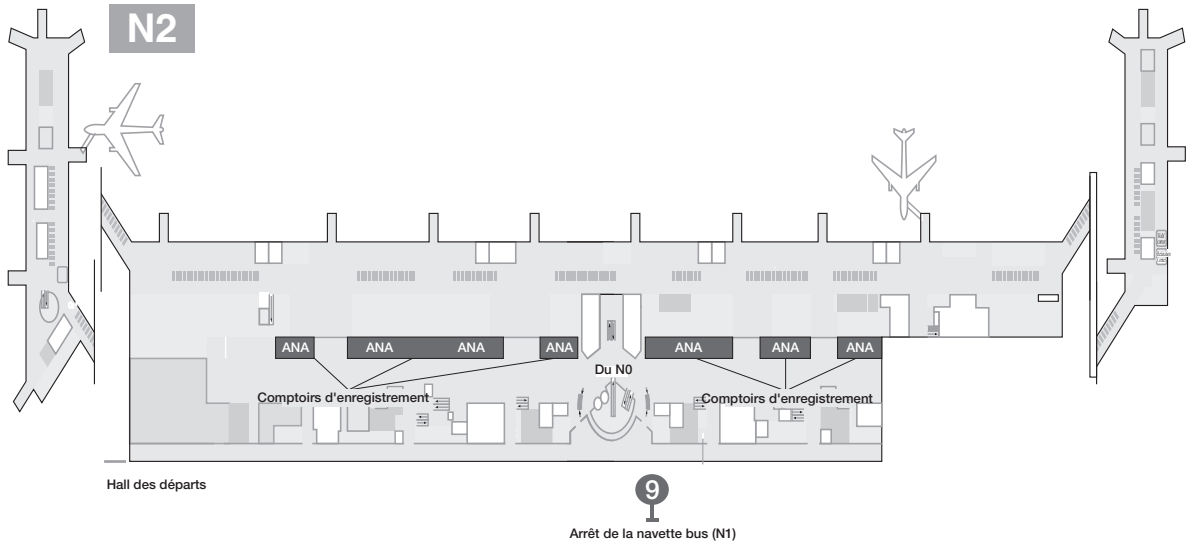 N2
ANA
ANA
ANA
ANA
ANA
ANA
ANA
Du N0
Comptoirs d'enregistrement
Comptoirs d'enregistrement
Hall des départs
9
Arrêt de la navette bus (N1)